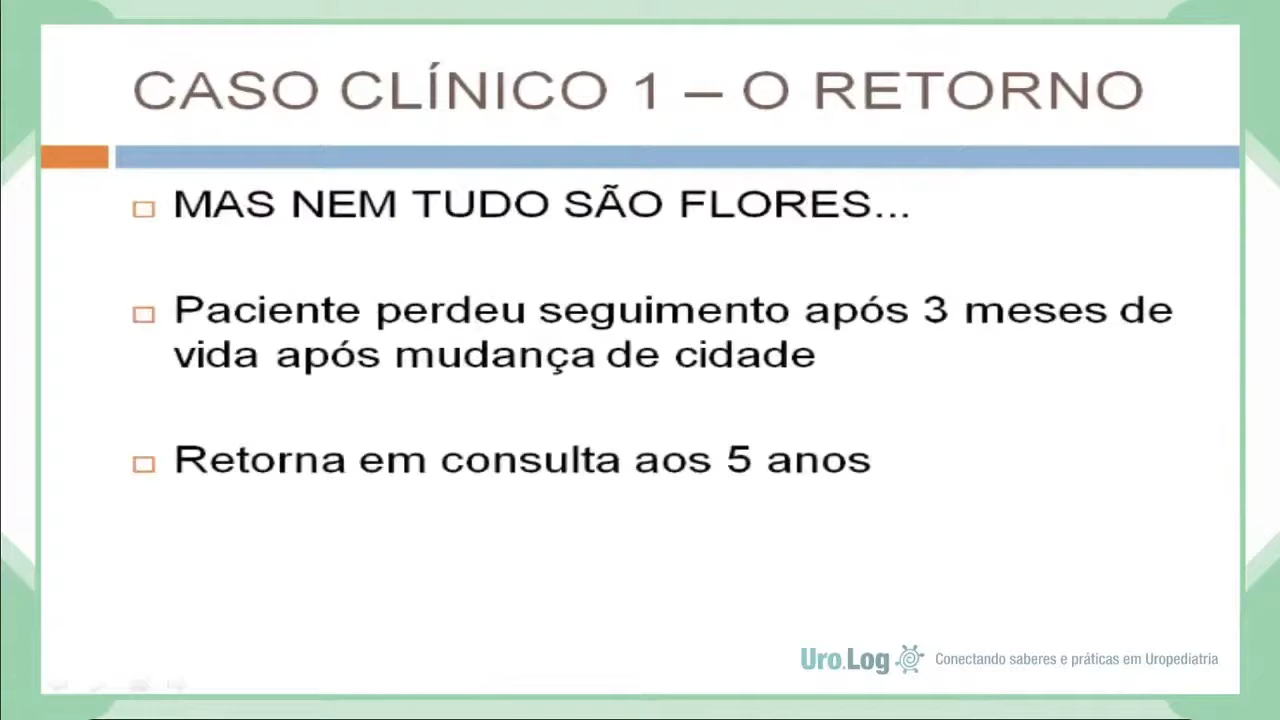 CASO CLÍNICO 1 – O RETORNO
MAS NEM TUDO SÃO FLORES...
Paciente perdeu seguimento após 3 meses de
vida após mudança de cidade
Retorna em consulta aos 5 anos
Uro.Log Conectando saberes e práticas em Uropediatria